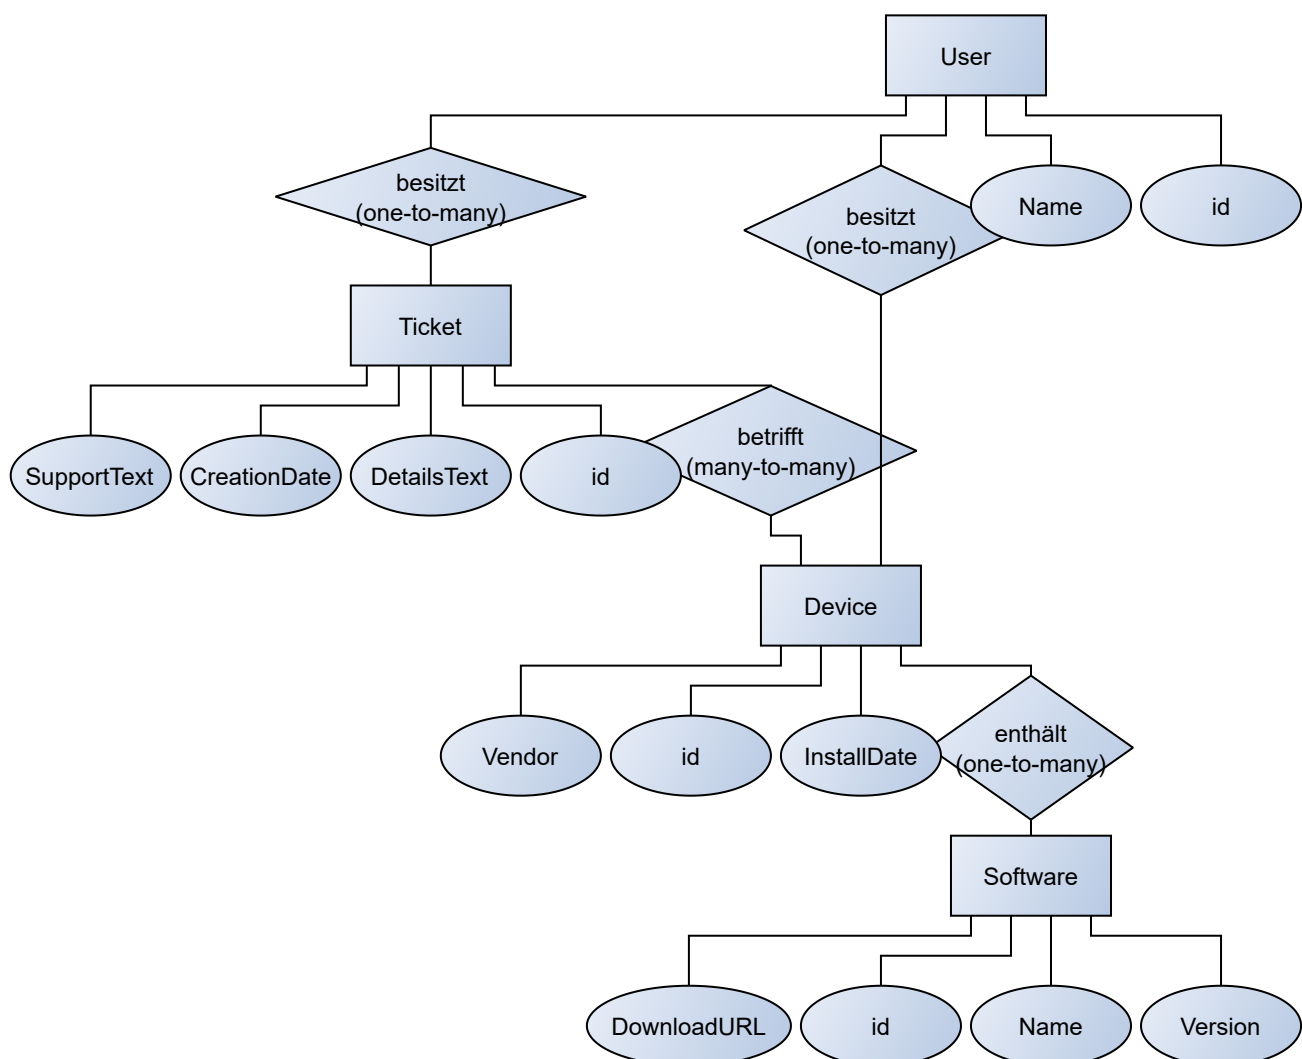 User
besitzt
(one-to-many)
besitzt
(one-to-many)
Name
id
Ticket
betrifft
(many-to-many)
SupportText
CreationDate
DetailsText
id
Device
Vendor
id
InstallDate
enthält
(one-to-many)
Software
DownloadURL
id
Name
Version